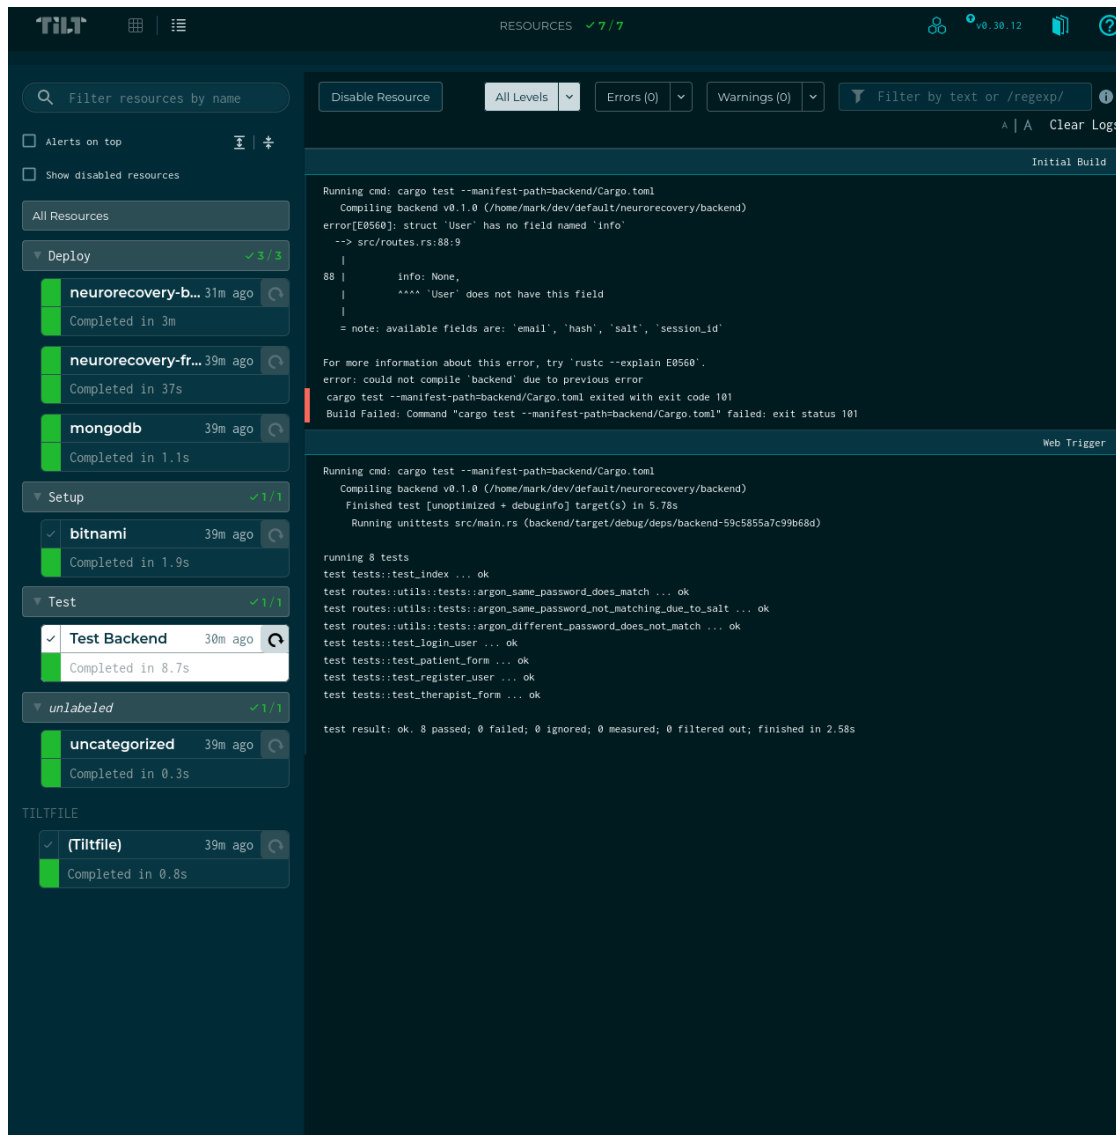 TILT
RESOURCES ✓ 7/7
v0.30.12
Filter resources by name
Alerts on top
Show disabled resources
All Resources
Deploy ✓ 3/3
neurorecovery-b... 31m ago
Completed in 3m
neurorecovery-fr... 39m ago
Completed in 37s
mongodb 39m ago
Completed in 1.1s
Setup ✓ 1/1
bitnami 39m ago
Completed in 1.9s
Test ✓ 1/1
Test Backend 30m ago
Completed in 8.7s
unlabeled ✓ 1/1
uncategorized 39m ago
Completed in 0.3s
TILTFILE
(Tiltfile) 39m ago
Completed in 0.8s
Disable Resource All Levels Errors (0) Warnings (0) Filter by text or /regexp/
A | A Clear Logs
Initial Build
Running cmd: cargo test --manifest-path=backend/Cargo.toml
Compiling backend v0.1.0 (/home/mark/dev/default/neurorecovery/backend)
error[E0560]: struct `User` has no field named `info`
--> src/routes.rs:88:9
|
88 | info: None,
| ^^^^ `User` does not have this field
|
= note: available fields are: `email`, `hash`, `salt`, `session_id`
For more information about this error, try `rustc --explain E0560`.
error: could not compile `backend` due to previous error
cargo test --manifest-path=backend/Cargo.toml exited with exit code 101
Build Failed: Command "cargo test --manifest-path=backend/Cargo.toml" failed: exit status 101
Web Trigger
Running cmd: cargo test --manifest-path=backend/Cargo.toml
Compiling backend v0.1.0 (/home/mark/dev/default/neurorecovery/backend)
Finished test [unoptimized + debuginfo] target(s) in 5.78s
Running unittests src/main.rs (backend/target/debug/deps/backend-59c5855a7c99b68d)
running 8 tests
test tests::test_index ... ok
test routes::utils::tests::argon_same_password_does_match ... ok
test routes::utils::tests::argon_same_password_not_matching_due_to_salt ... ok
test routes::utils::tests::argon_different_password_does_not_match ... ok
test tests::test_login_user ... ok
test tests::test_patient_form ... ok
test tests::test_register_user ... ok
test tests::test_therapist_form ... ok
test result: ok. 8 passed; 0 failed; 0 ignored; 0 measured; 0 filtered out; finished in 2.58s